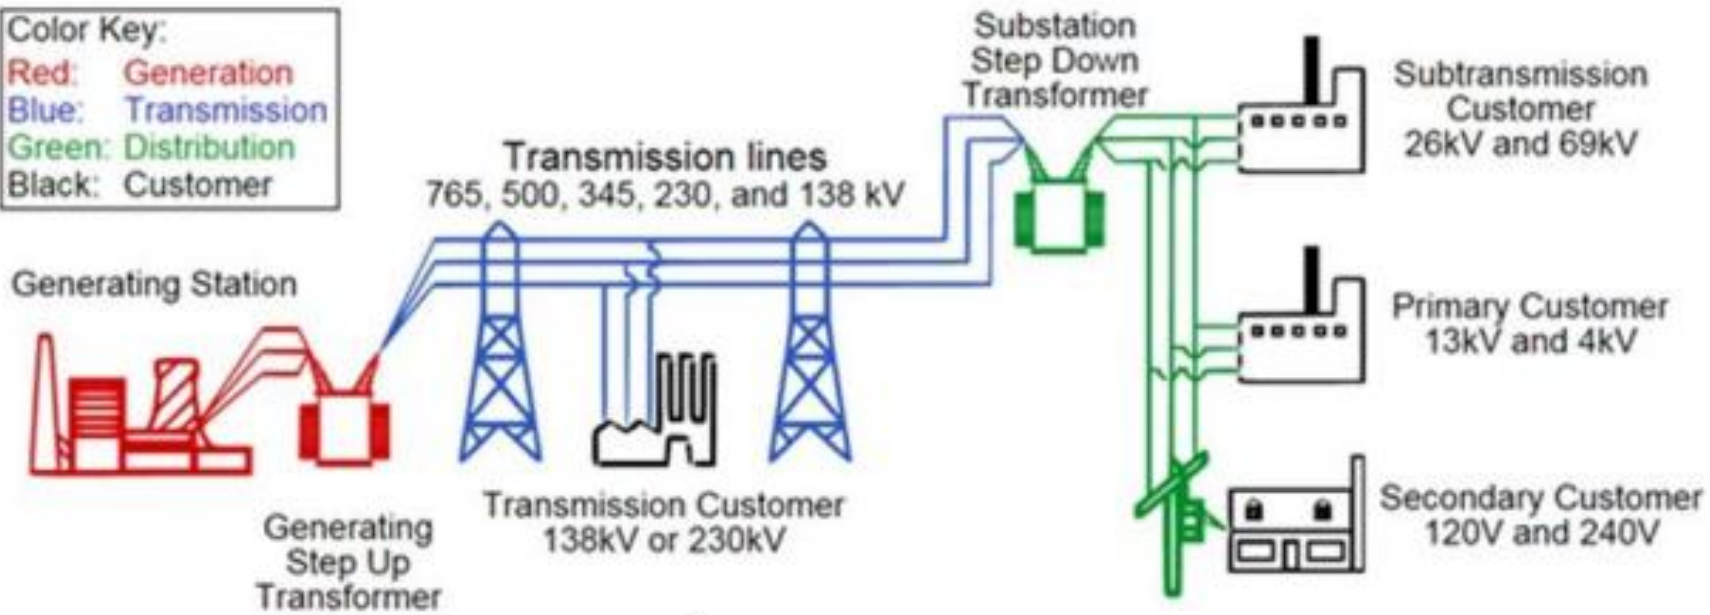 Color Key:
Red: Generation
Blue: Transmission
Green: Distribution
Black: Customer
Substation
Step Down
Transformer
Subtransmission
Customer
26kV and 69kV
Transmission lines
765, 500, 345, 230, and 138 kV
Generating Station
Primary Customer
13kV and 4kV
Transmission Customer
138kV or 230kV
Secondary Customer
120V and 240V
Generating
Step Up
Transformer